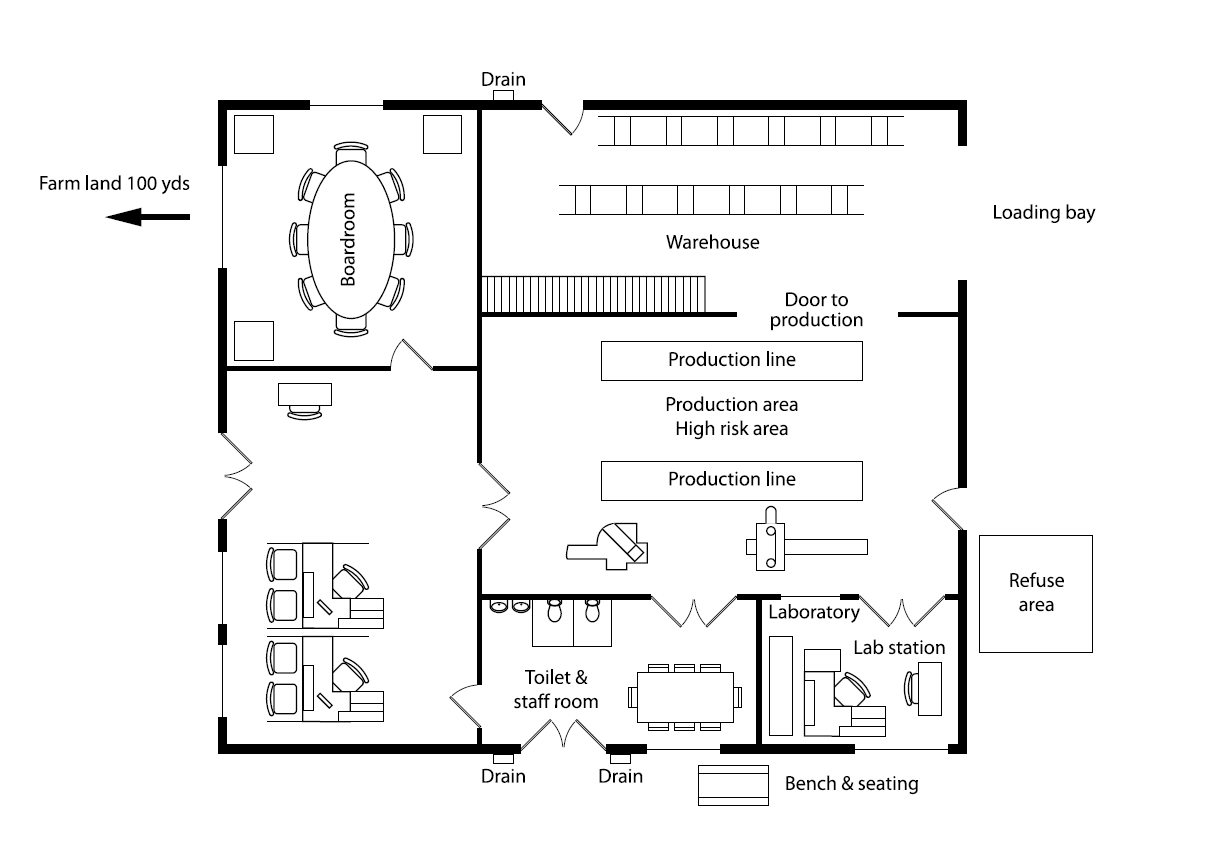 Drain
Farm land 100 yds
Boardroom
Loading bay
Warehouse
Door to
production
Production line
Production area
High risk area
Production line
Refuse
area
Laboratory
Lab station
Toilet &
staff room
Drain
Drain
Bench & seating